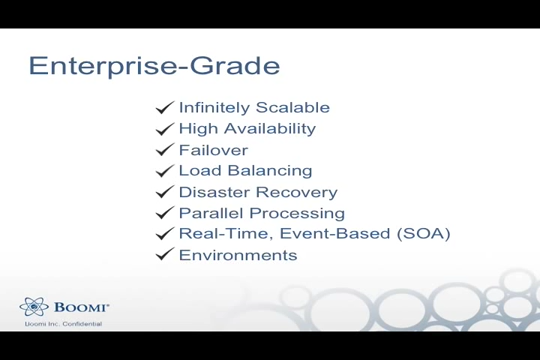 Enterprise-Grade
Infinitely Scalable
High Availability
Failover
Load Balancing
Disaster Recovery
Parallel Processing
Real-Time, Event-Based (SOA)
Environments
BOOMI
Boomi Inc. Confidential